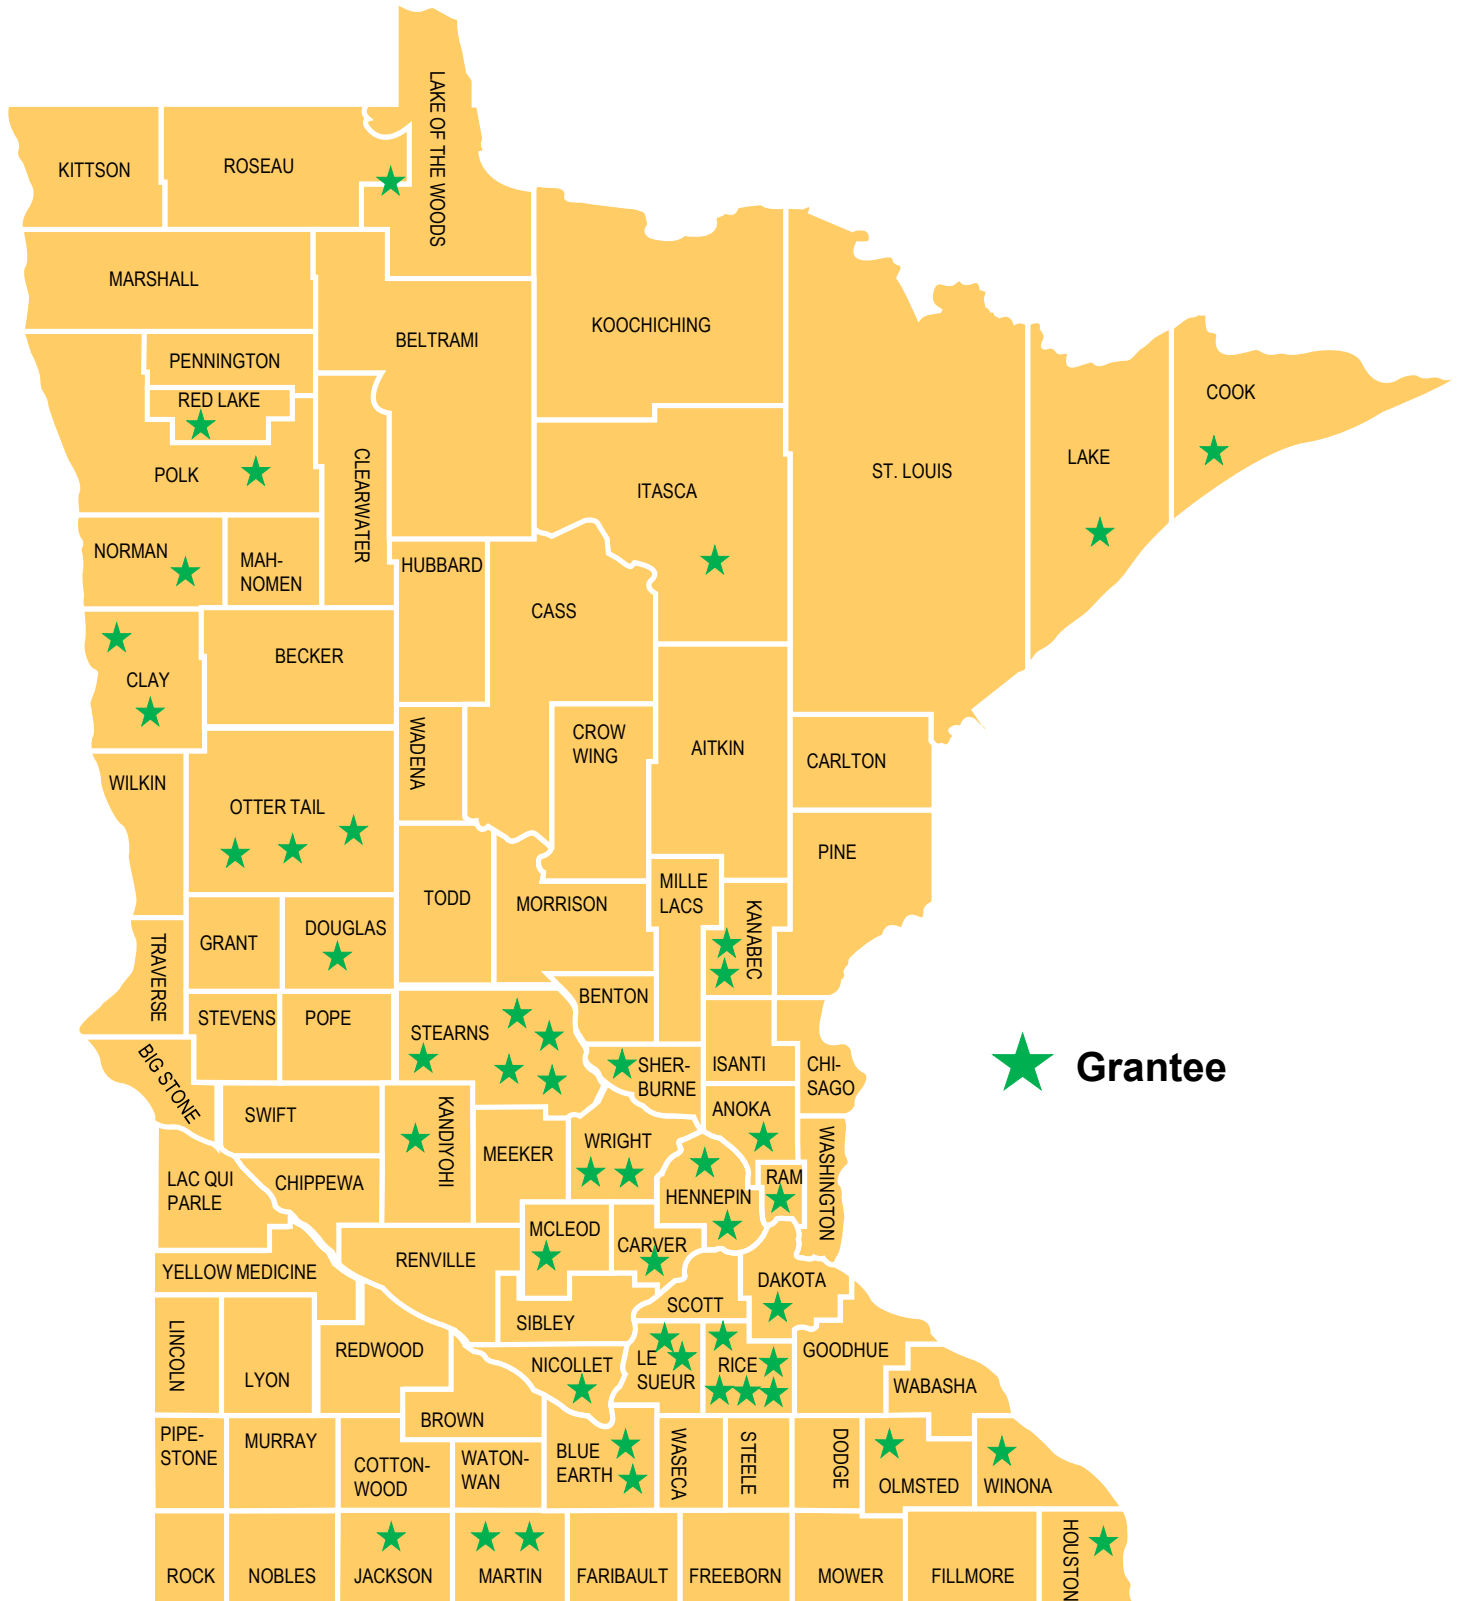 LAKE OF THE WOODS
KITTSON
ROSEAU
MARSHALL
KOOCHICHING
BELTRAMI
PENNINGTON
RED LAKE
COOK
LAKE
POLK
CLEARWATER
ITASCA
ST. LOUIS
NORMAN
MAH-
NOMEN
HUBBARD
CASS
BECKER
CLAY
WADENA
CROW
WING
AITKIN
CARLTON
WILKIN
OTTER TAIL
PINE
TODD
MORRISON
MILLE
LACS
KANABEC
GRANT
DOUGLAS
TRAVERSE
BENTON
STEVENS
POPE
STEARNS
SHER-
BURNE
ISANTI
CHI-
SAGO
Grantee
BIG STONE
SWIFT
KANDIYOHI
ANOKA
MEEKER
WRIGHT
WASHINGTON
LAC QUI
PARLE
CHIPPEWA
RAM
HENNEPIN
MCLEOD
CARVER
RENVILLE
YELLOW MEDICINE
DAKOTA
SCOTT
SIBLEY
LINCOLN
LYON
REDWOOD
NICOLLET
LE
SUEUR
RICE
GOODHUE
WABASHA
BROWN
PIPE-
STONE
MURRAY
COTTON-
WOOD
WATON-
WAN
BLUE
EARTH
WASECA
STEELE
DODGE
OLMSTED
WINONA
ROCK
NOBLES
JACKSON
MARTIN
FARIBAULT
FREEBORN
MOWER
FILLMORE
HOUSTON